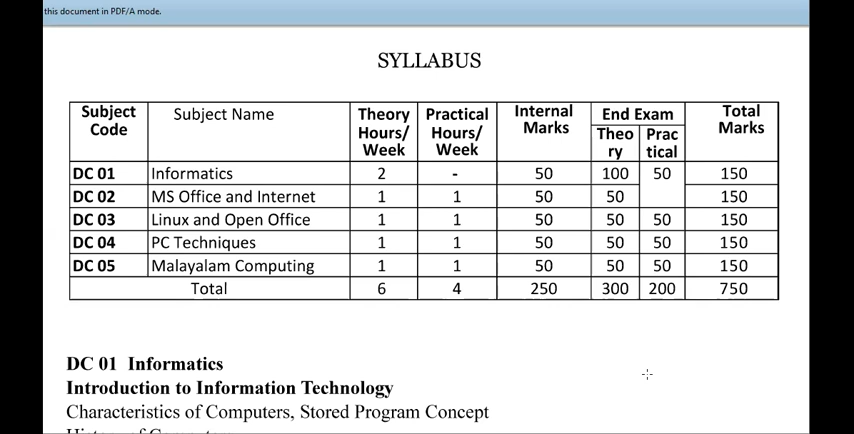 this document in PDF/A mode.
SYLLABUS
Subject Code Subject Name Theory Hours/ Week Practical Hours/ Week Internal Marks End Exam Theo ry Prac tical Total Marks
DC 01 Informatics 2 - 50 100 50 150
DC 02 MS Office and Internet 1 1 50 50 150
DC 03 Linux and Open Office 1 1 50 50 50 150
DC 04 PC Techniques 1 1 50 50 50 150
DC 05 Malayalam Computing 1 1 50 50 50 150
Total 6 4 250 300 200 750
DC 01 Informatics
Introduction to Information Technology
Characteristics of Computers, Stored Program Concept